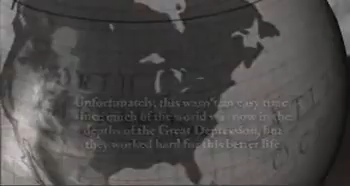 Unfortunately, this wasn't an easy time
since much of the world was now in the
depths of the Great Depression, but
they worked hard for this better life